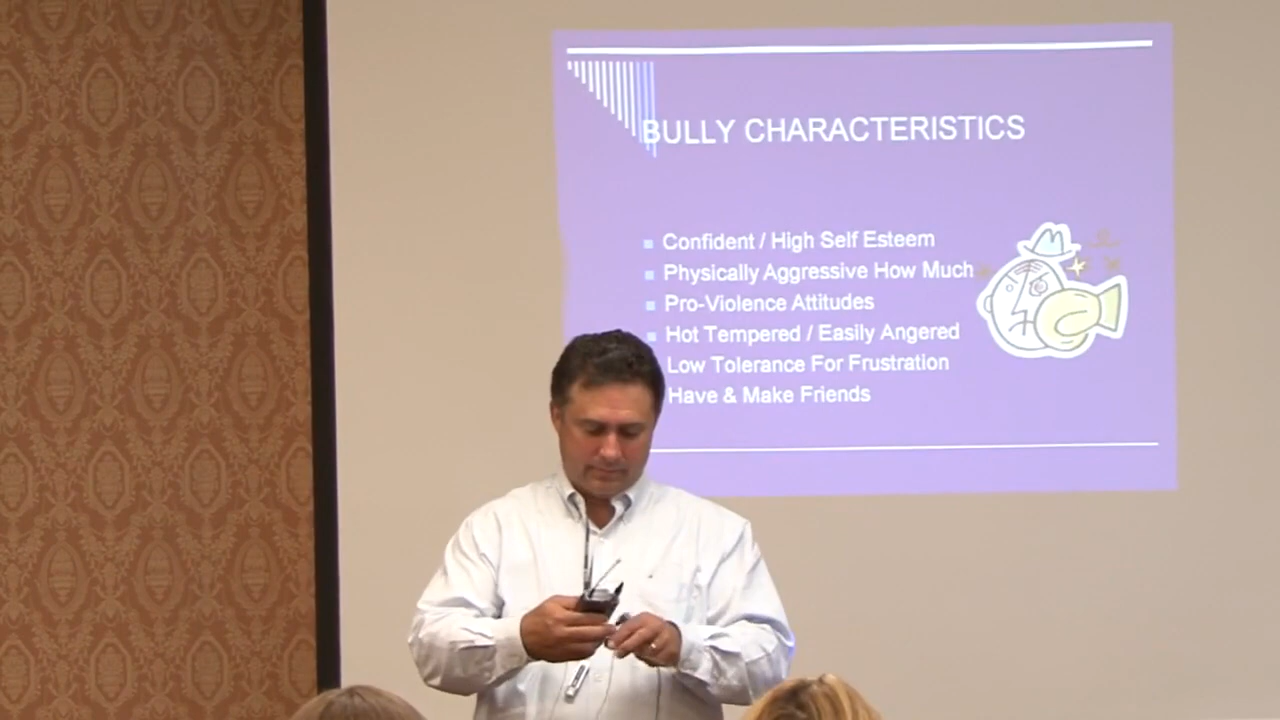 BULLY CHARACTERISTICS
Confident / High Self Esteem
Physically Aggressive How Much
Pro-Violence Attitudes
Hot Tempered / Easily Angered
Low Tolerance For Frustration
Have & Make Friends